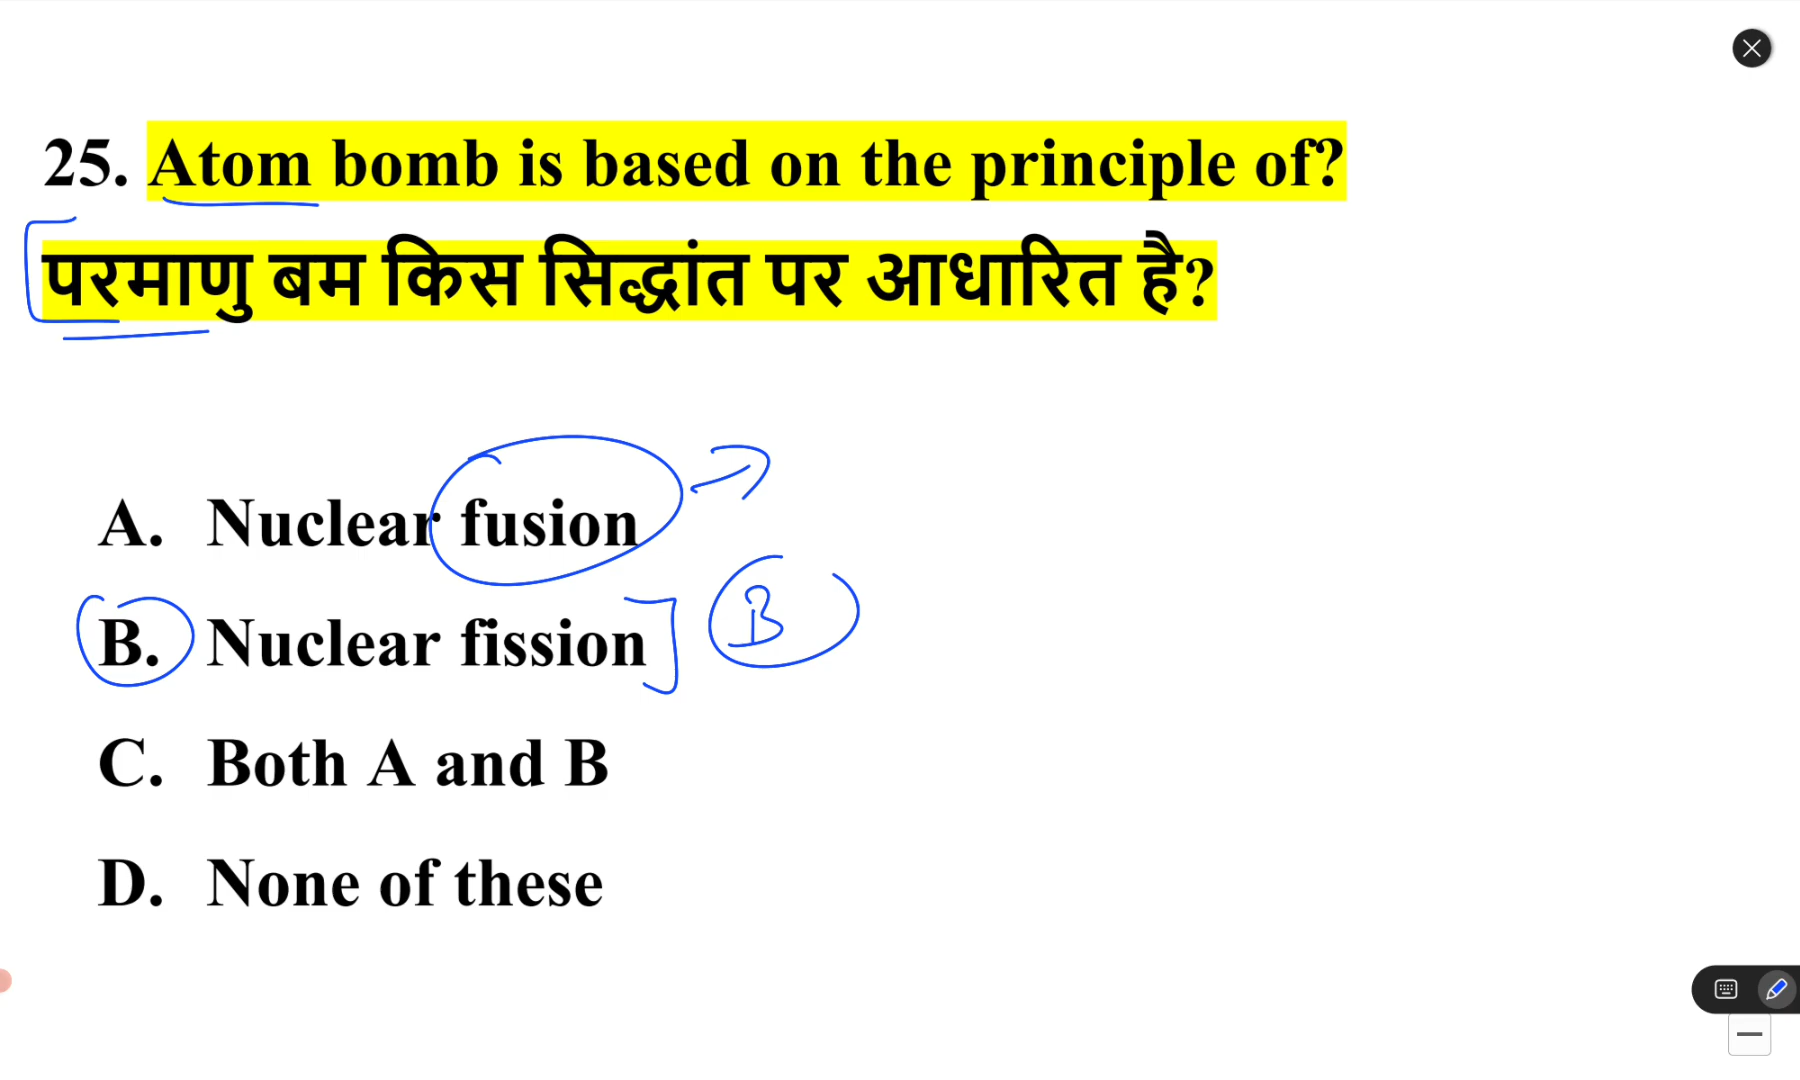 25. Atom bomb is based on the principle of?
परमाणु बम किस सिद्धांत पर आधारित है?
A. Nuclear fusion
B. Nuclear fission B
C. Both A and B
D. None of these